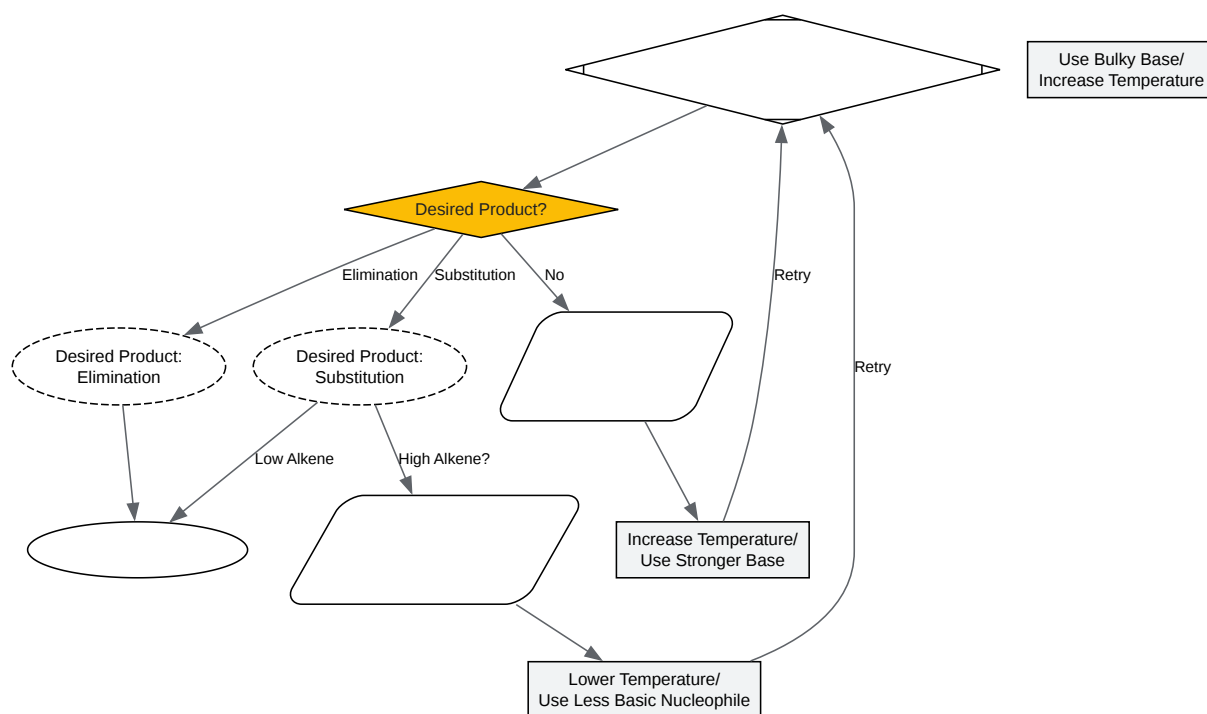 Use Bulky Base/
Increase Temperature
Desired Product?
Elimination
Substitution
No
Retry
Desired Product:
Elimination
Desired Product:
Substitution
Retry
Low Alkene
High Alkene?
Increase Temperature/
Use Stronger Base
Lower Temperature/
Use Less Basic Nucleophile